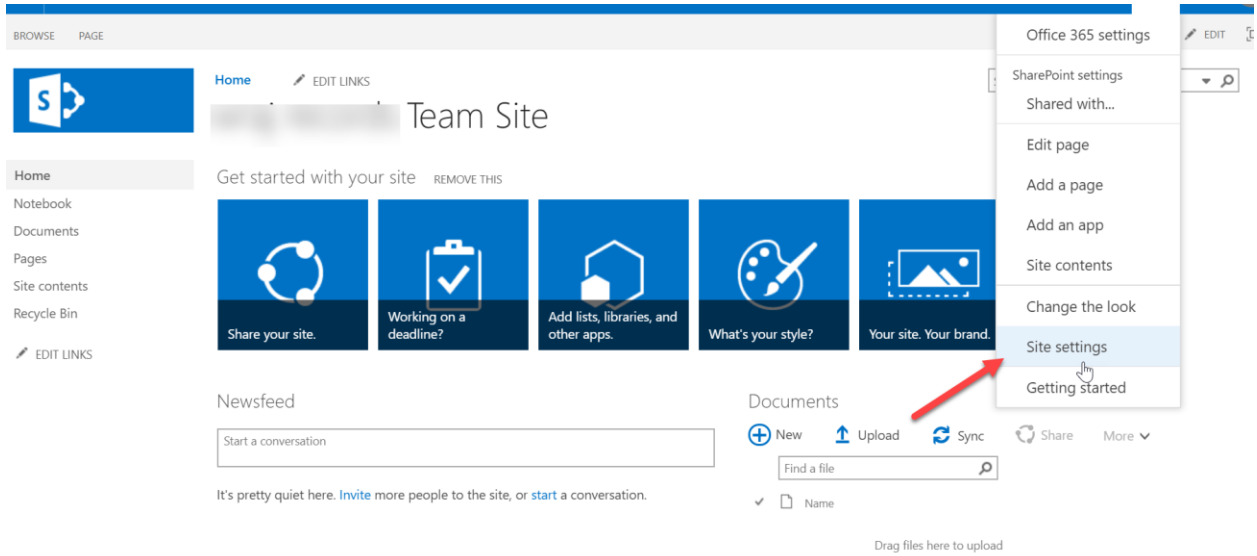 BROWSE PAGE
EDIT
S
Home EDIT LINKS
Team Site
Home
Notebook
Documents
Pages
Site contents
Recycle Bin
EDIT LINKS
Get started with your site REMOVE THIS
Share your site.
Working on a
deadline?
Add lists, libraries, and
other apps.
What's your style?
Your site. Your brand.
Newsfeed
Start a conversation
It's pretty quiet here. Invite more people to the site, or start a conversation.
Documents
New Upload Sync Share More
Find a file
Name
Drag files here to upload
Office 365 settings
SharePoint settings
Shared with...
Edit page
Add a page
Add an app
Site contents
Change the look
Site settings
Getting started